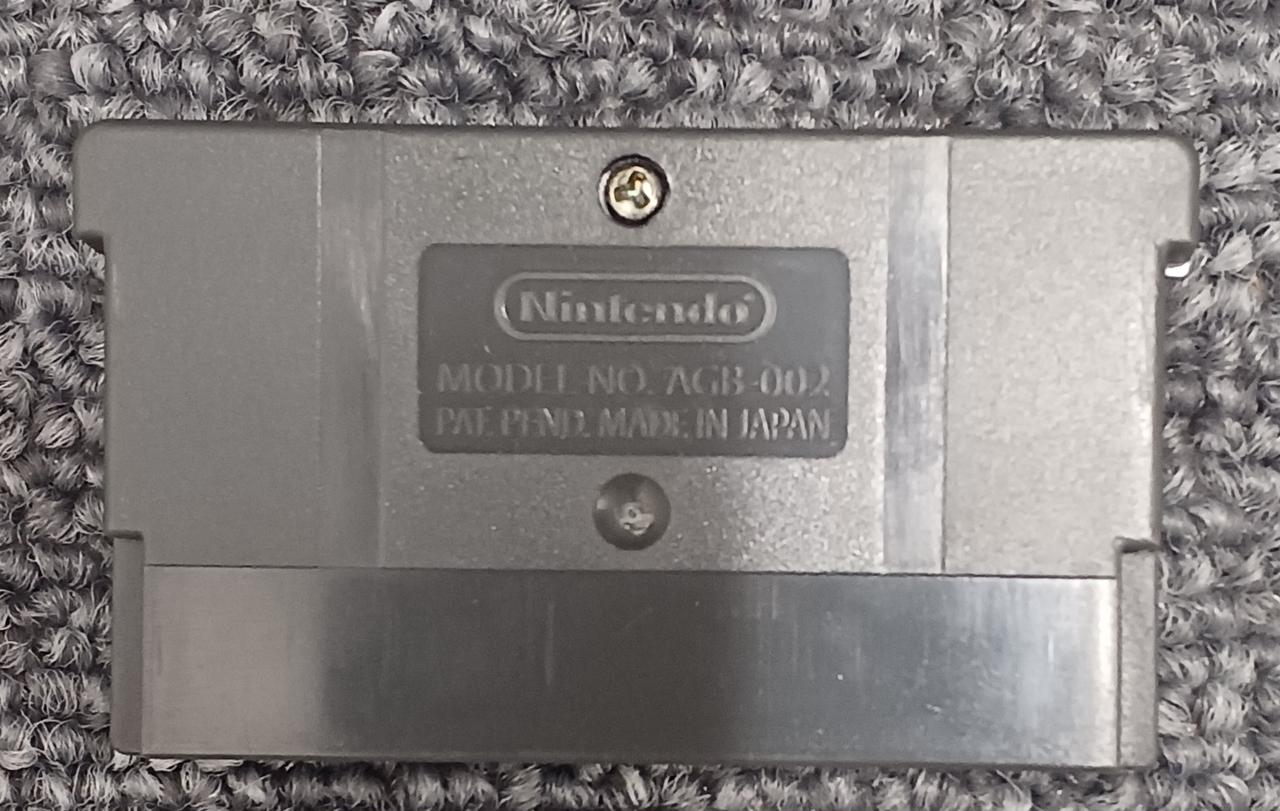 Nintendo
MODEL NO. AGB-002
PAT. PEND. MADE IN JAPAN